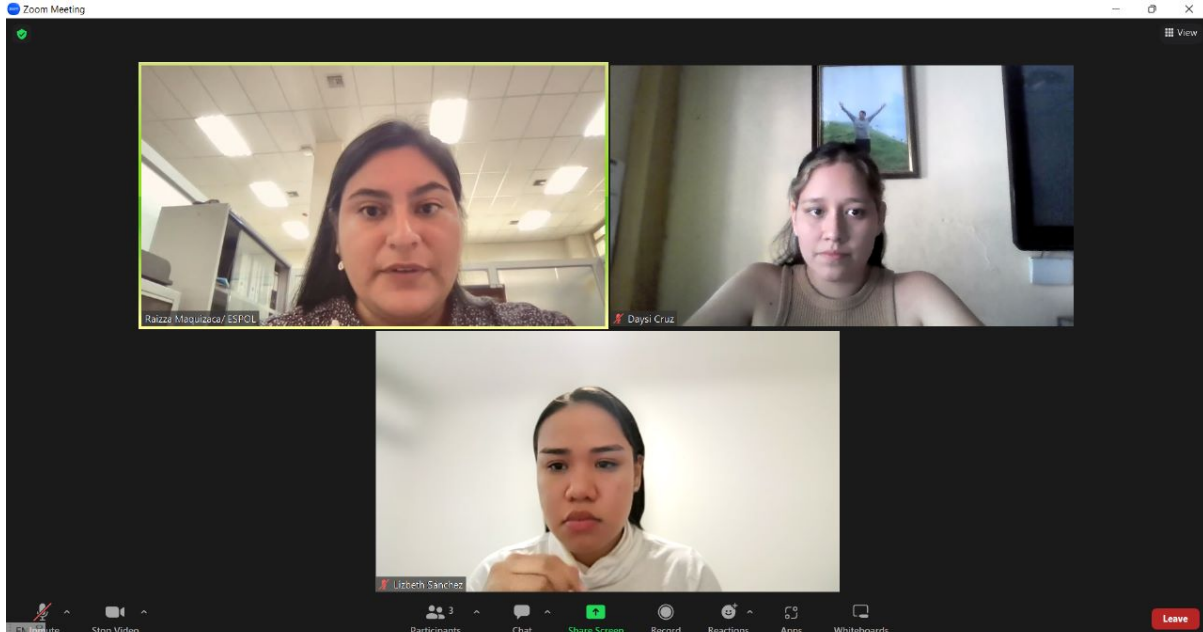 Zoom Meeting
View
Raizza Maquizaca/ ESPOL
Daysi Cruz
Lizbeth Sanchez
Stop Video
Participants
3
Chat
Share Screen
Record
Reactions
Apps
Whiteboards
Leave